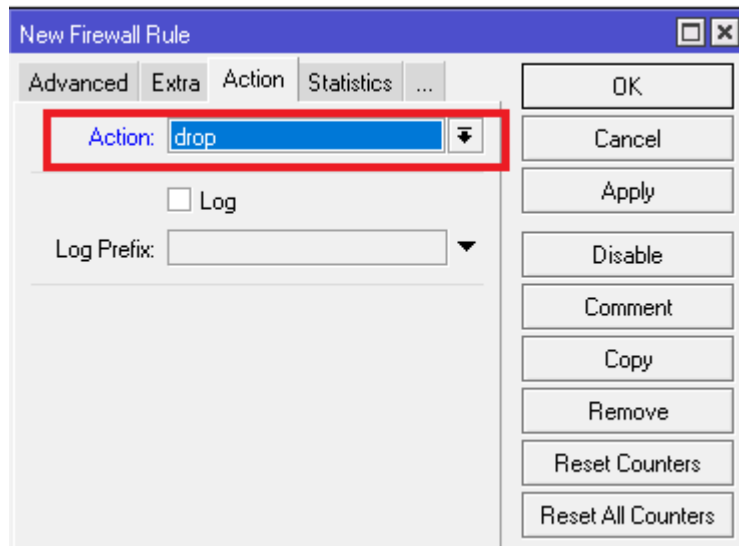 New Firewall Rule
Advanced Extra Action Statistics ...
Action: drop
Log
Log Prefix:
OK
Cancel
Apply
Disable
Comment
Copy
Remove
Reset Counters
Reset All Counters